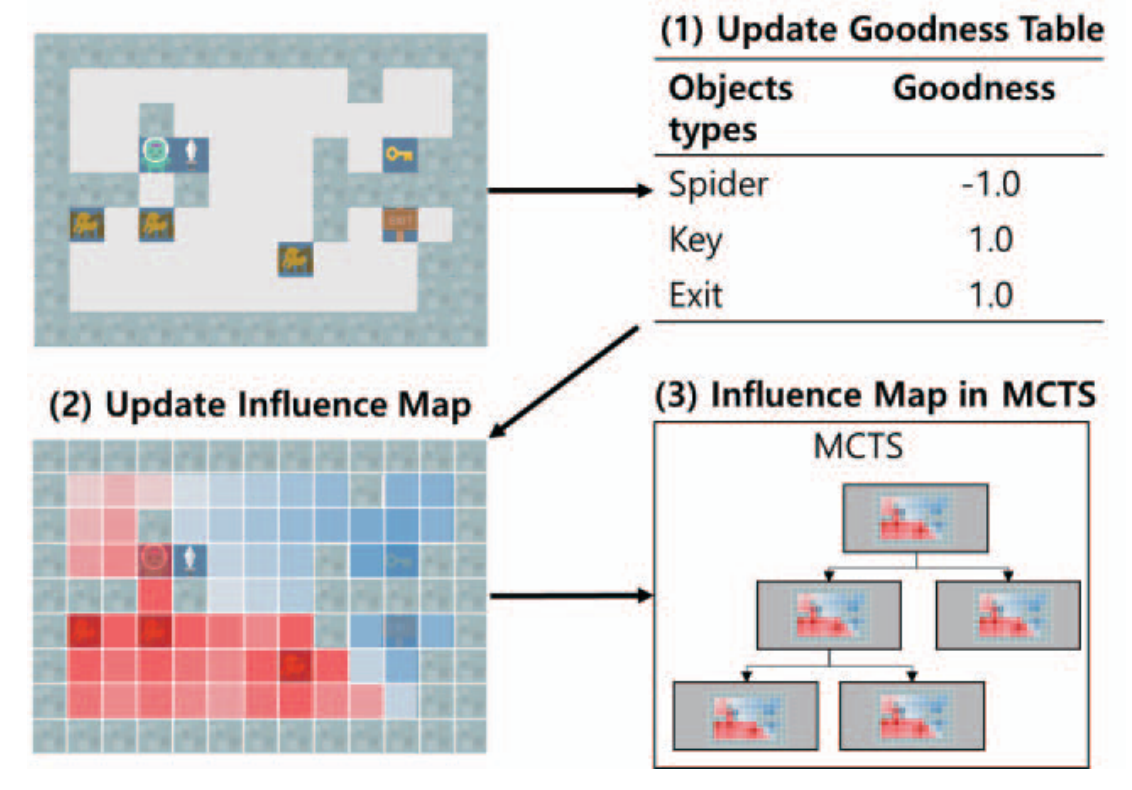 (1) Update Goodness Table
Objects types Goodness
Spider -1.0
Key 1.0
Exit 1.0
EXIT
(2) Update Influence Map
(3) Influence Map in MCTS
MCTS